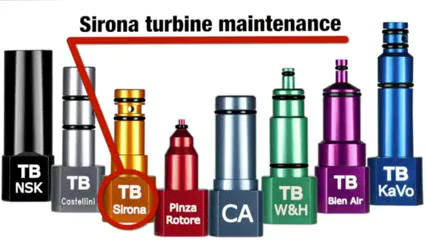 Sirona turbine maintenance
TB
NSK
TB
Castellini
TB
Sirona
Pinza
Rotore
CA
TB
W&H
TB
Bien Air
TB
KaVo